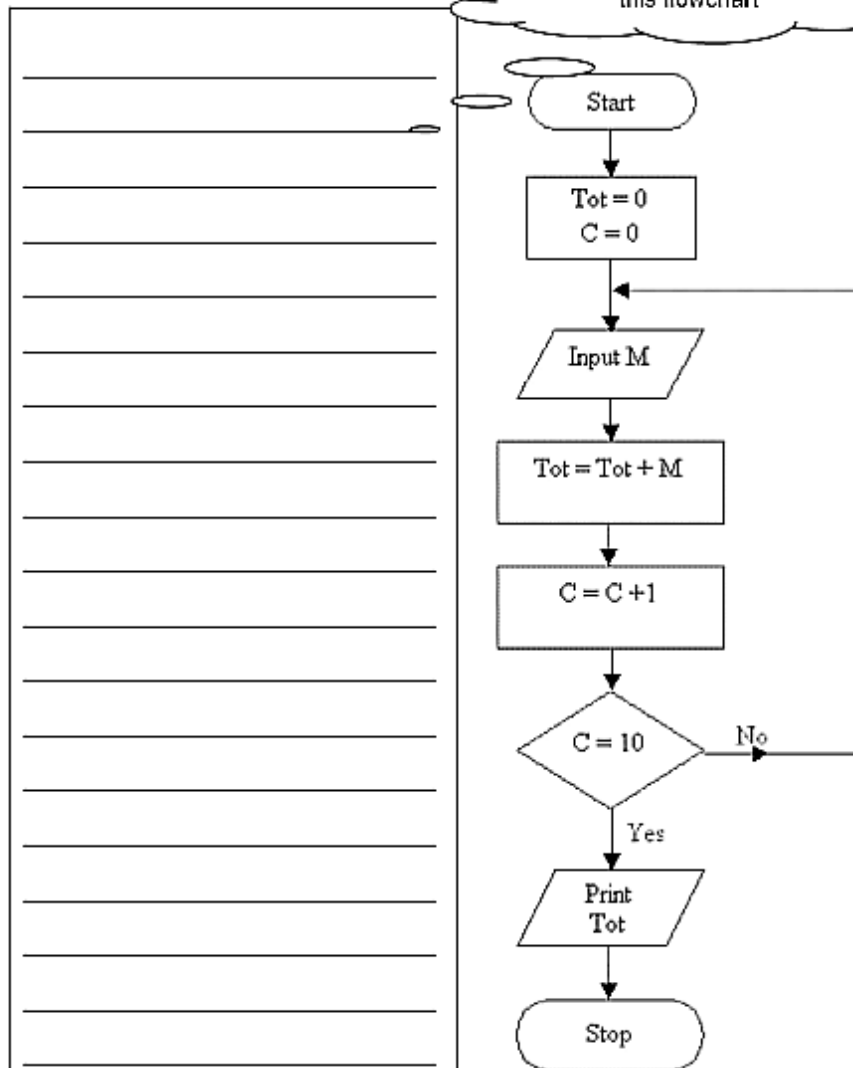 this flowchart
Start
Tot = 0
C = 0
Input M
Tot = Tot + M
C = C +1
C = 10
No
Yes
Print
Tot
Stop